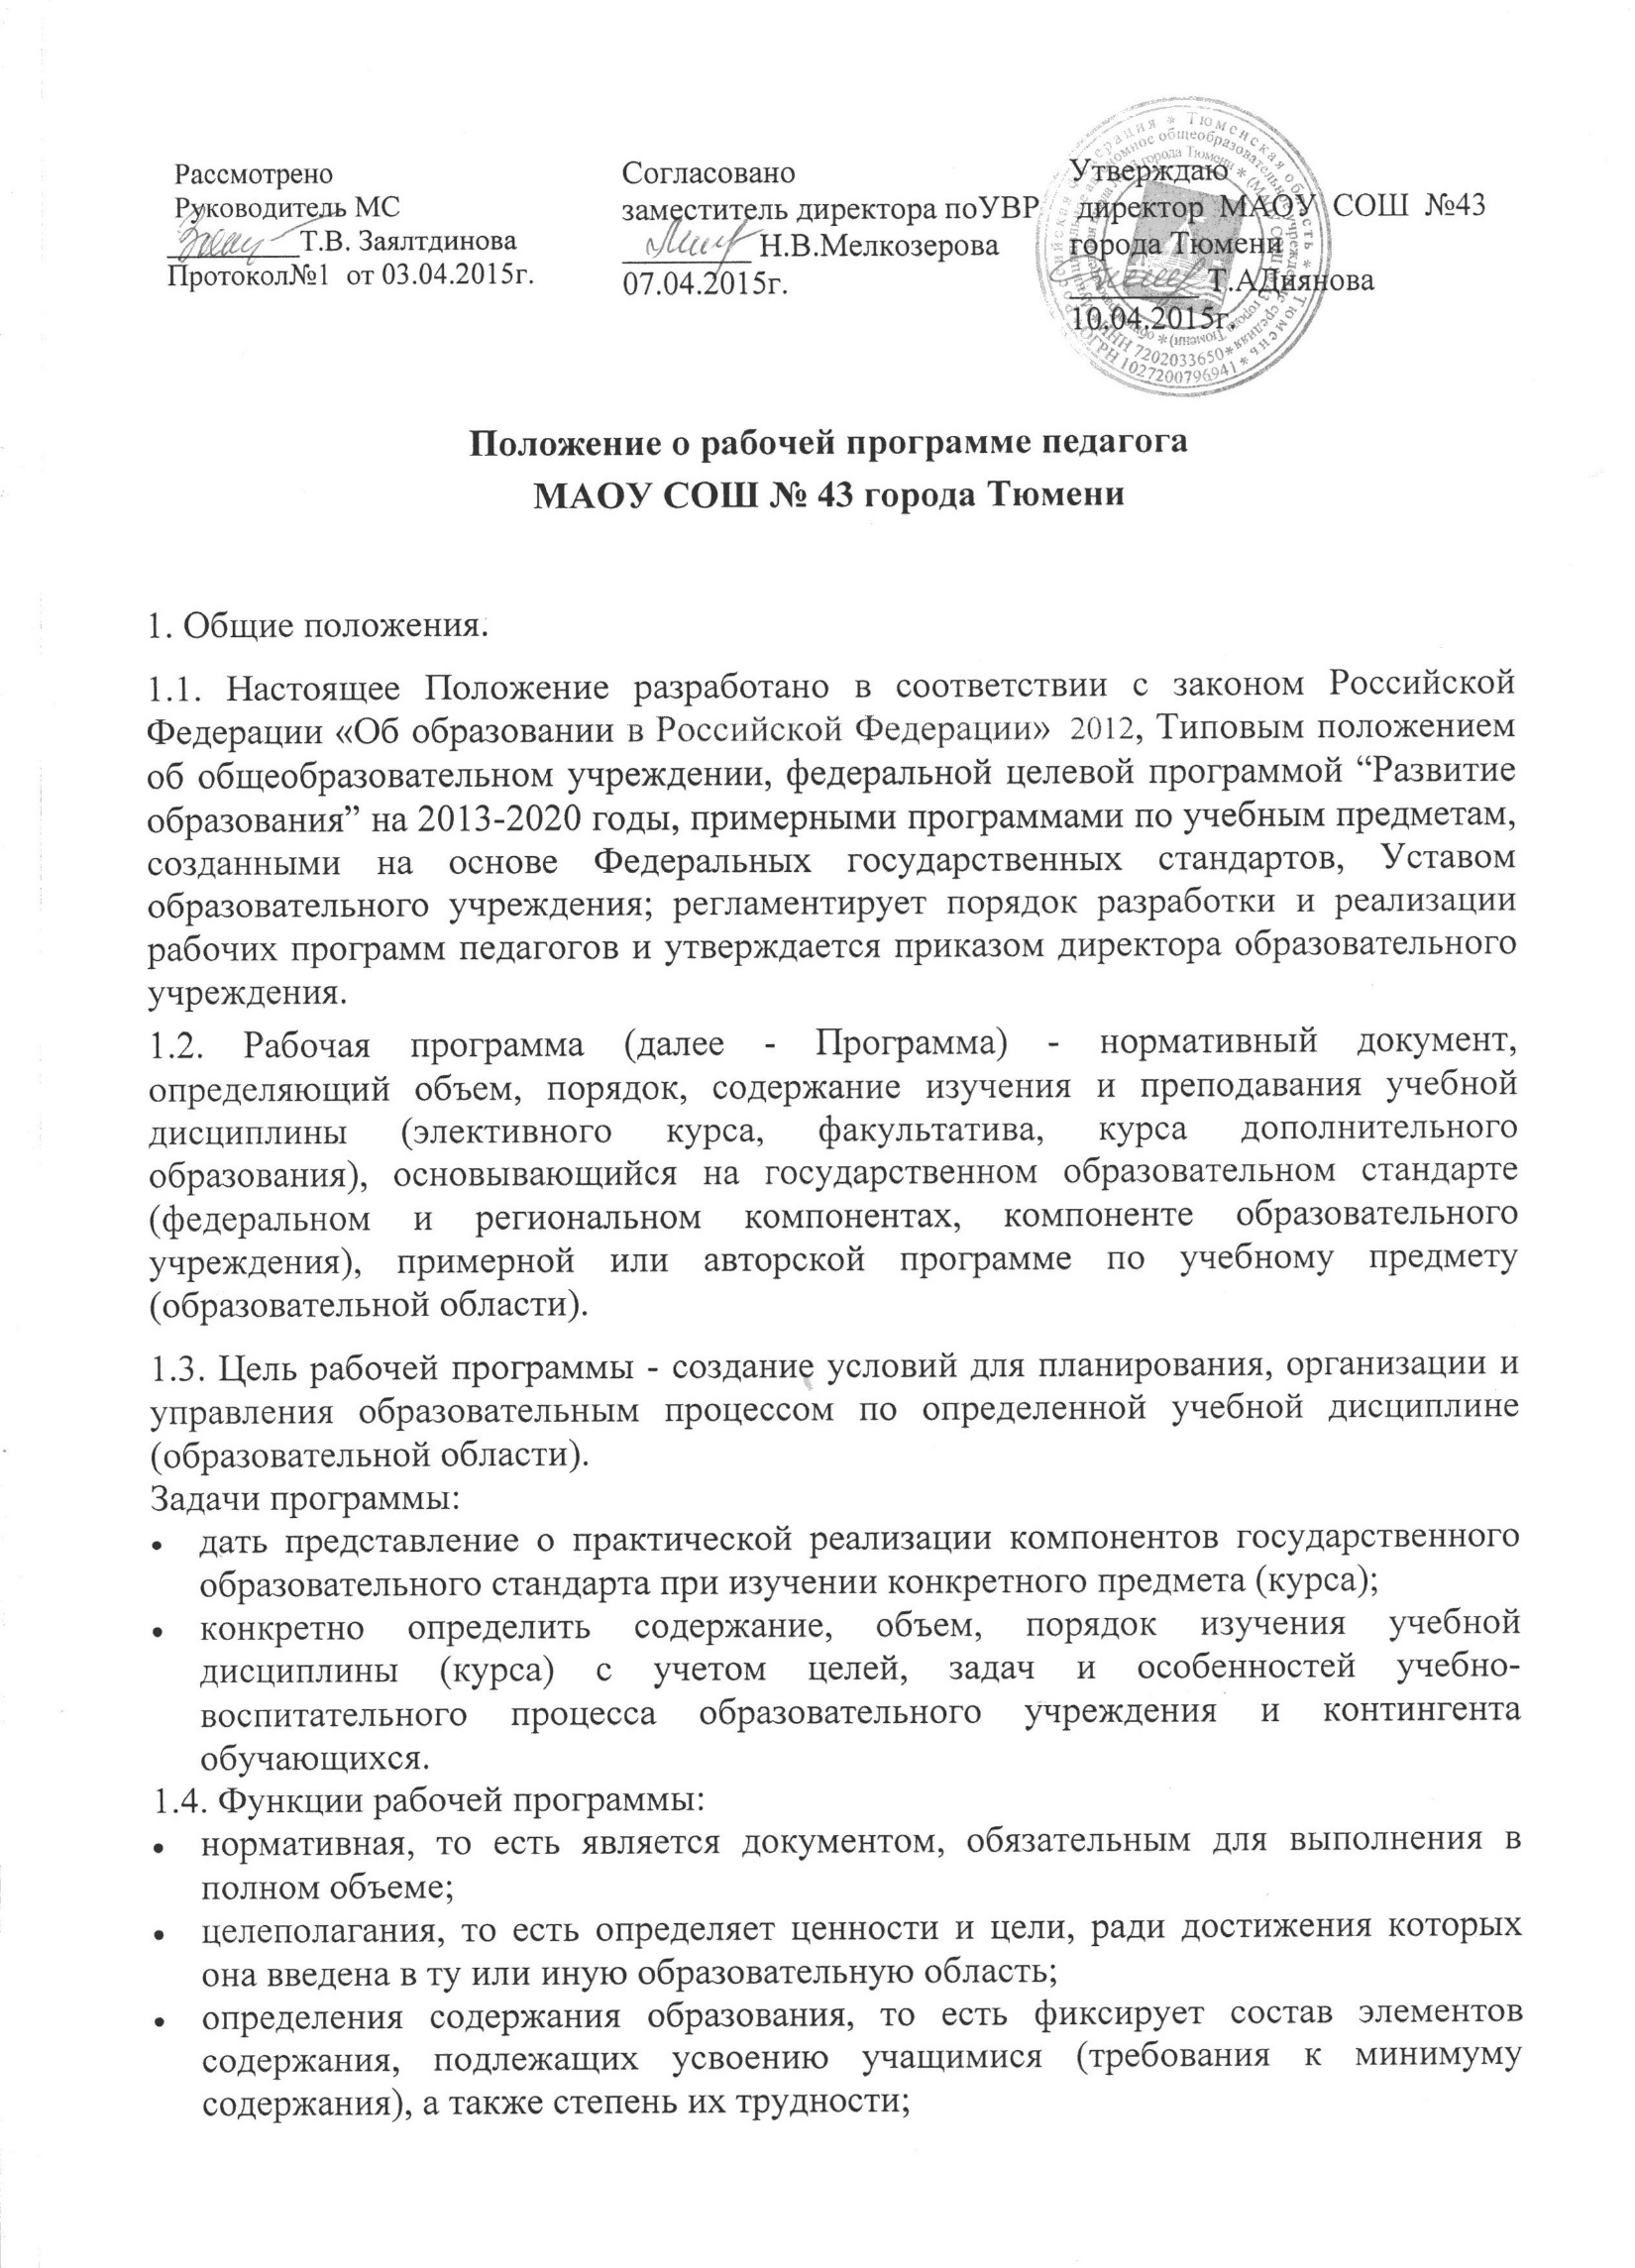 Рассмотрено
Руководитель МС
Т.В. Заялтдинова
Протокол№1 от 03.04.2015г.
Согласовано
заместитель директора поУВР
Н.В.Мелкозерова
07.04.2015г.
Утверждаю
директор МАОУ СОШ №43
города Тюмени
Т.АДиянова
10.04.2015г.
ИНН 7202033650
ОГРН 1027200796941
Положение о рабочей программе педагога
МАОУ СОШ № 43 города Тюмени
1. Общие положения.
1.1. Настоящее Положение разработано в соответствии с законом Российской
Федерации «Об образовании в Российской Федерации» 2012, Типовым положением
об общеобразовательном учреждении, федеральной целевой программой “Развитие
образования” на 2013-2020 годы, примерными программами по учебным предметам,
созданными на основе Федеральных государственных стандартов, Уставом
образовательного учреждения; регламентирует порядок разработки и реализации
рабочих программ педагогов и утверждается приказом директора образовательного
учреждения.
1.2. Рабочая программа (далее - Программа) - нормативный документ,
определяющий объем, порядок, содержание изучения и преподавания учебной
дисциплины (элективного курса, факультатива, курса дополнительного
образования), основывающийся на государственном образовательном стандарте
(федеральном и региональном компонентах, компоненте образовательного
учреждения), примерной или авторской программе по учебному предмету
(образовательной области).
1.3. Цель рабочей программы - создание условий для планирования, организации и
управления образовательным процессом по определенной учебной дисциплине
(образовательной области).
Задачи программы:
• дать представление о практической реализации компонентов государственного
образовательного стандарта при изучении конкретного предмета (курса);
• конкретно определить содержание, объем, порядок изучения учебной
дисциплины (курса) с учетом целей, задач и особенностей учебно-
воспитательного процесса образовательного учреждения и контингента
обучающихся.
1.4. Функции рабочей программы:
• нормативная, то есть является документом, обязательным для выполнения в
полном объеме;
• целеполагания, то есть определяет ценности и цели, ради достижения которых
она введена в ту или иную образовательную область;
• определения содержания образования, то есть фиксирует состав элементов
содержания, подлежащих усвоению учащимися (требования к минимуму
содержания), а также степень их трудности;